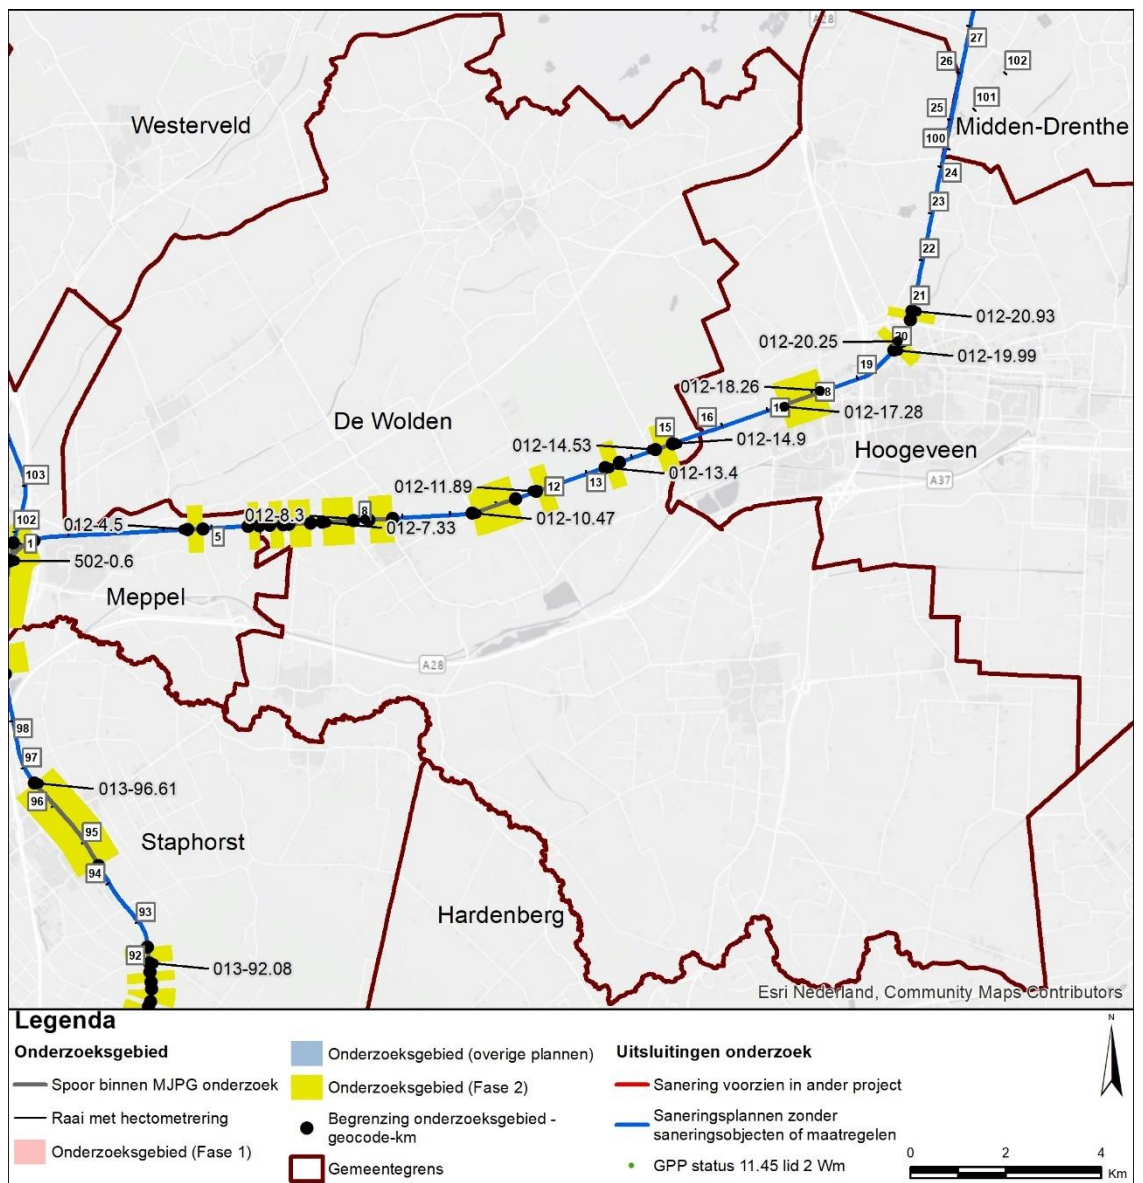 A28
27
26
102
101
25
Westerveld
Midden-Drenthe
100
24
23
22
21
012-20.93
012-20.25
20
012-19.99
19
012-18.26
8
1
012-17.28
De Wolden
16
15
012-14.53
012-14.9
Hoogeveen
13
012-13.4
A37
103
012-11.89
12
102
012-4.5
012-8.3
8
012-10.47
5
012-7.33
1
502-0.6
Meppel
A28
98
97
013-96.61
96
95
Staphorst
94
93
Hardenberg
92
013-92.08
Esri Nederland, Community Maps Contributors
Legenda
Onderzoeksgebied
Spoor binnen MJPG onderzoek
Raai met hectometrering
Onderzoeksgebied (Fase 1)
Onderzoeksgebied (overige plannen)
Onderzoeksgebied (Fase 2)
Begrenzing onderzoeksgebied -
geocode-km
Gemeentegrens
Uitsluitingen onderzoek
Sanering voorzien in ander project
Saneringsplannen zonder
saneringsobjecten of maatregelen
GPP status 11.45 lid 2 Wm
N
0 2 4
Km